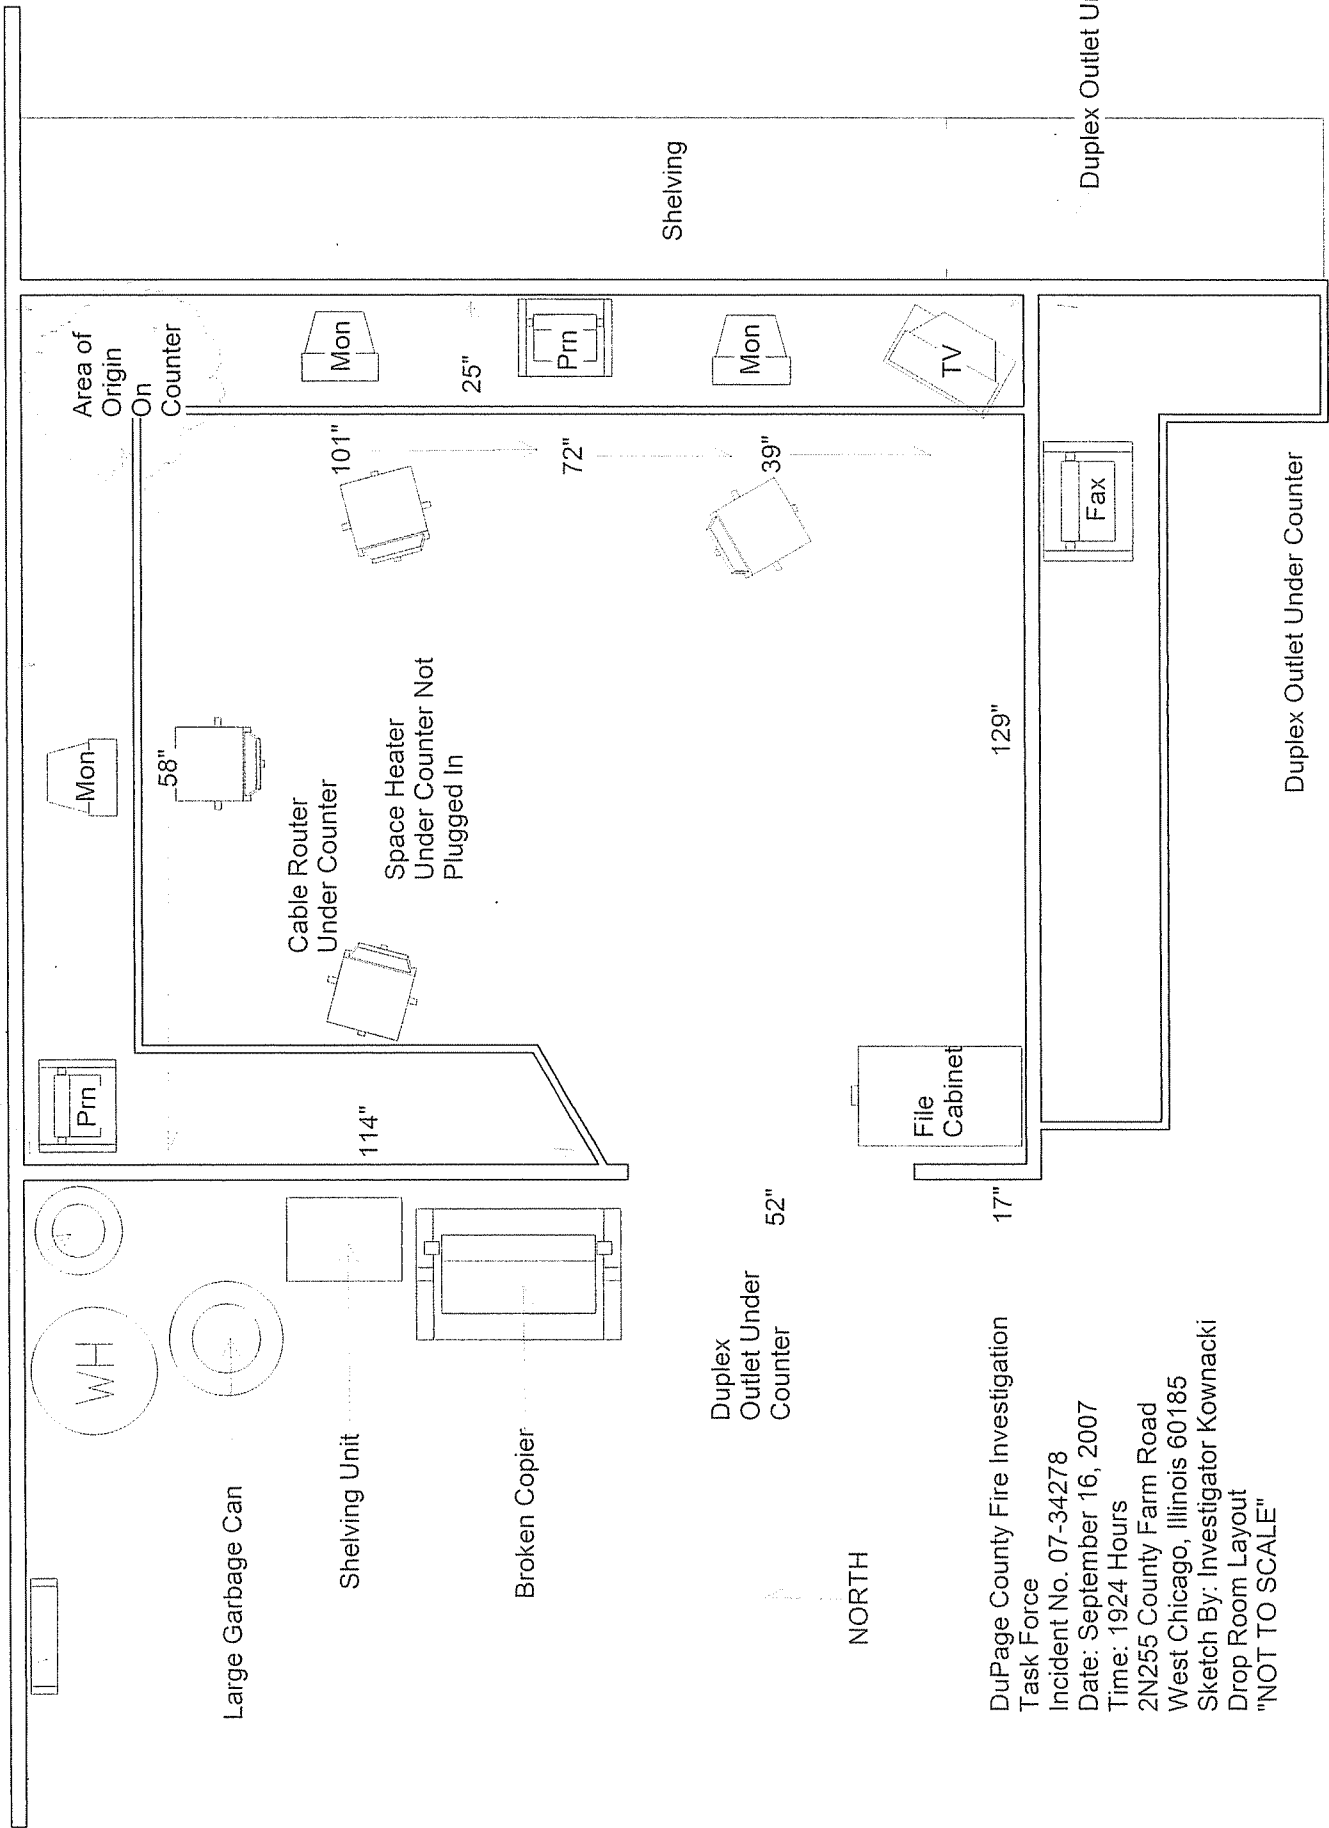 Area of
Origin
On
Counter
Mon
Prn
WH
58"
Mon
101"
25"
Cable Router
Under Counter
Large Garbage Can
114"
Space Heater
Under Counter Not
Plugged In
Shelving Unit
72"
Prn
Shelving
Broken Copier
39"
Mon
Duplex
Outlet Under
Counter
52"
File
Cabinet
TV
NORTH
17"
129"
Fax
Duplex Outlet
Duplex Outlet Under Counter
DuPage County Fire Investigation
Task Force
Incident No. 07-34278
Date: September 16, 2007
Time: 1924 Hours
2N255 County Farm Road
West Chicago, Illinois 60185
Sketch By: Investigator Kownacki
Drop Room Layout
"NOT TO SCALE"